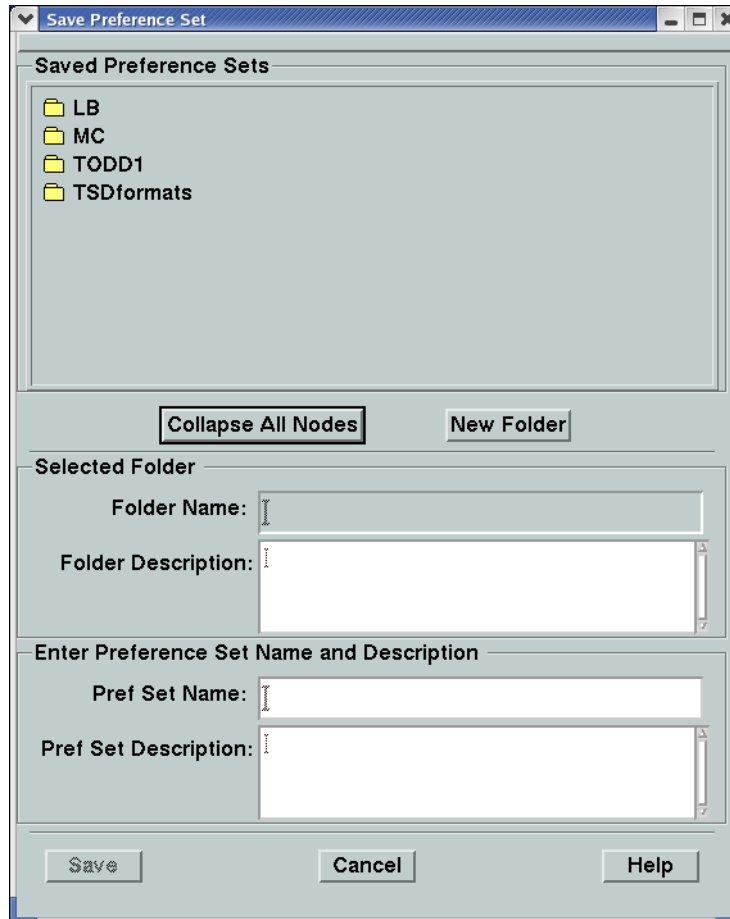 Save Preference Set
Saved Preference Sets
LB
MC
TODD1
TSDformats
Collapse All Nodes
New Folder
Selected Folder
Folder Name:
Folder Description:
Enter Preference Set Name and Description
Pref Set Name:
Pref Set Description:
Save
Cancel
Help